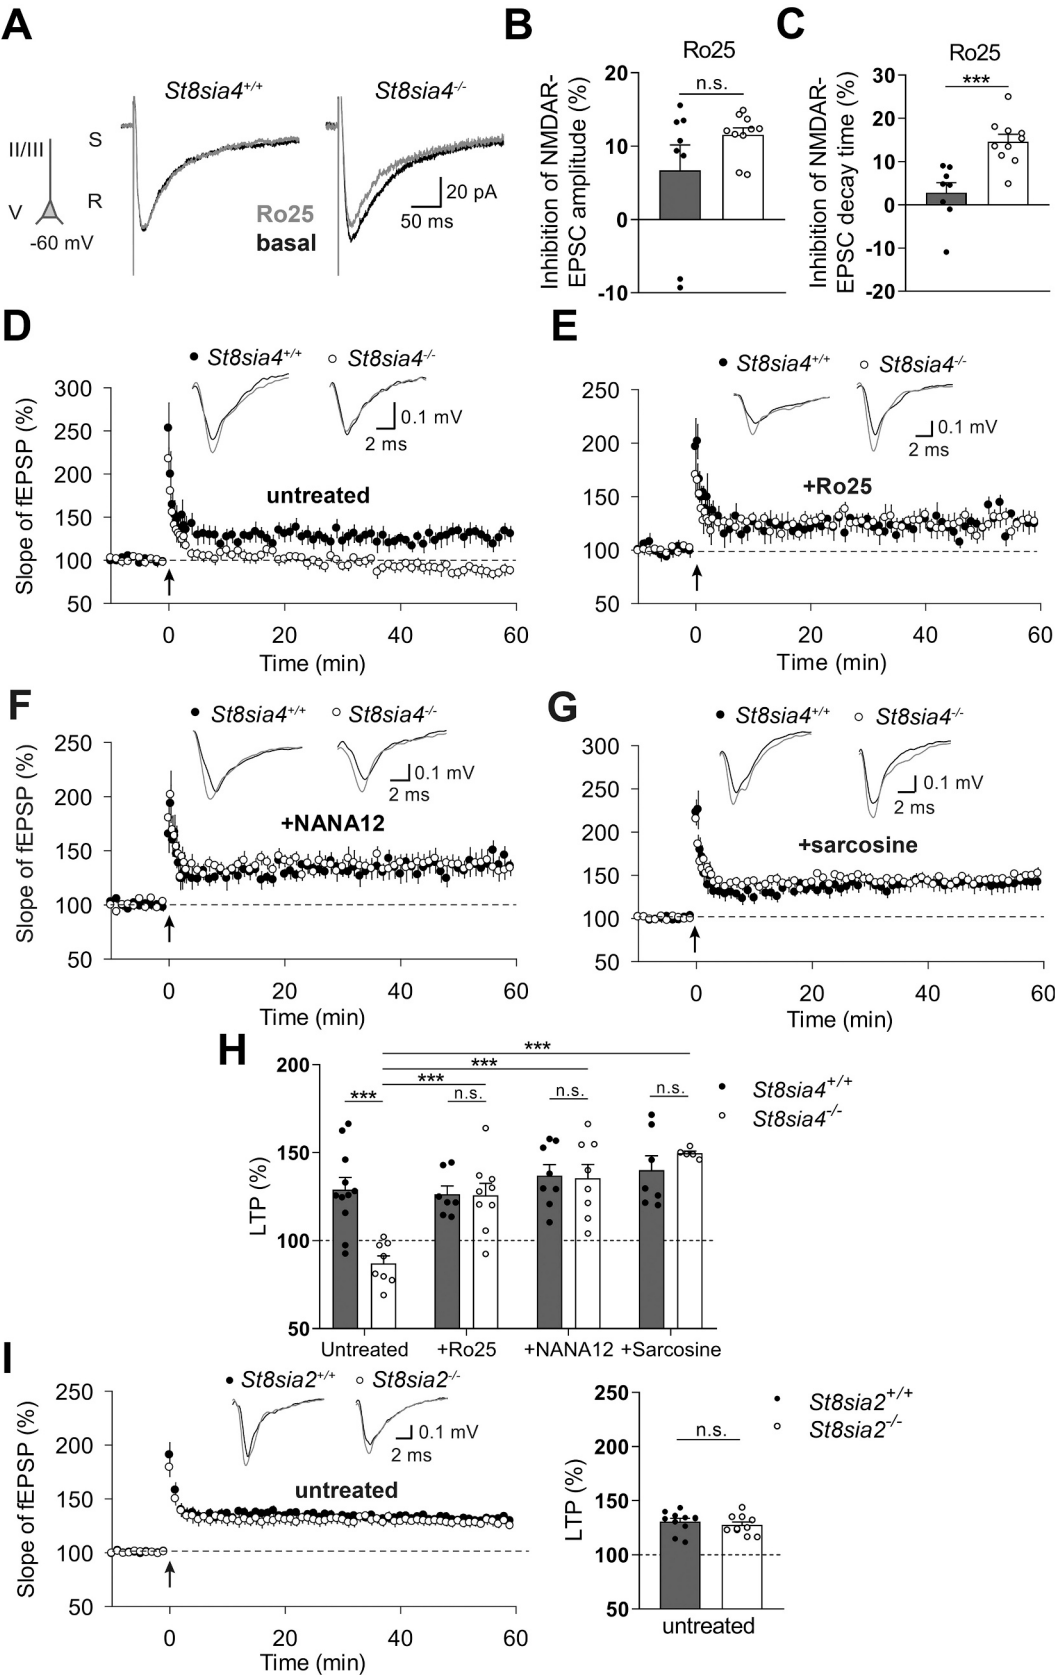 A
St8sia4+/+
St8sia4-/-
II/III
V
-60 mV
S
R
Ro25
basal
20 pA
50 ms
B
Ro25
n.s.
Inhibition of NMDAR-
EPSC amplitude (%)
20
10
0
-10
C
Ro25
***
Inhibition of NMDAR-
EPSC decay time (%)
30
20
10
0
-10
-20
D
St8sia4+/+
St8sia4-/-
0.1 mV
2 ms
untreated
Slope of fEPSP (%)
300
250
200
150
100
50
0
20
40
60
Time (min)
E
St8sia4+/+
St8sia4-/-
0.1 mV
2 ms
+Ro25
250
200
150
100
50
0
20
40
60
Time (min)
F
St8sia4+/+
St8sia4-/-
0.1 mV
2 ms
+NANA12
Slope of fEPSP (%)
250
200
150
100
50
0
20
40
60
Time (min)
G
St8sia4+/+
St8sia4-/-
0.1 mV
2 ms
+sarcosine
300
250
200
150
100
50
0
20
40
60
Time (min)
H
***
***
***
***
n.s.
n.s.
n.s.
St8sia4+/+
St8sia4-/-
LTP (%)
200
150
100
50
Untreated
+Ro25
+NANA12
+Sarcosine
I
St8sia2+/+
St8sia2-/-
0.1 mV
2 ms
untreated
Slope of fEPSP (%)
250
200
150
100
50
0
20
40
60
Time (min)
St8sia2+/+
St8sia2-/-
n.s.
LTP (%)
250
200
150
100
50
untreated